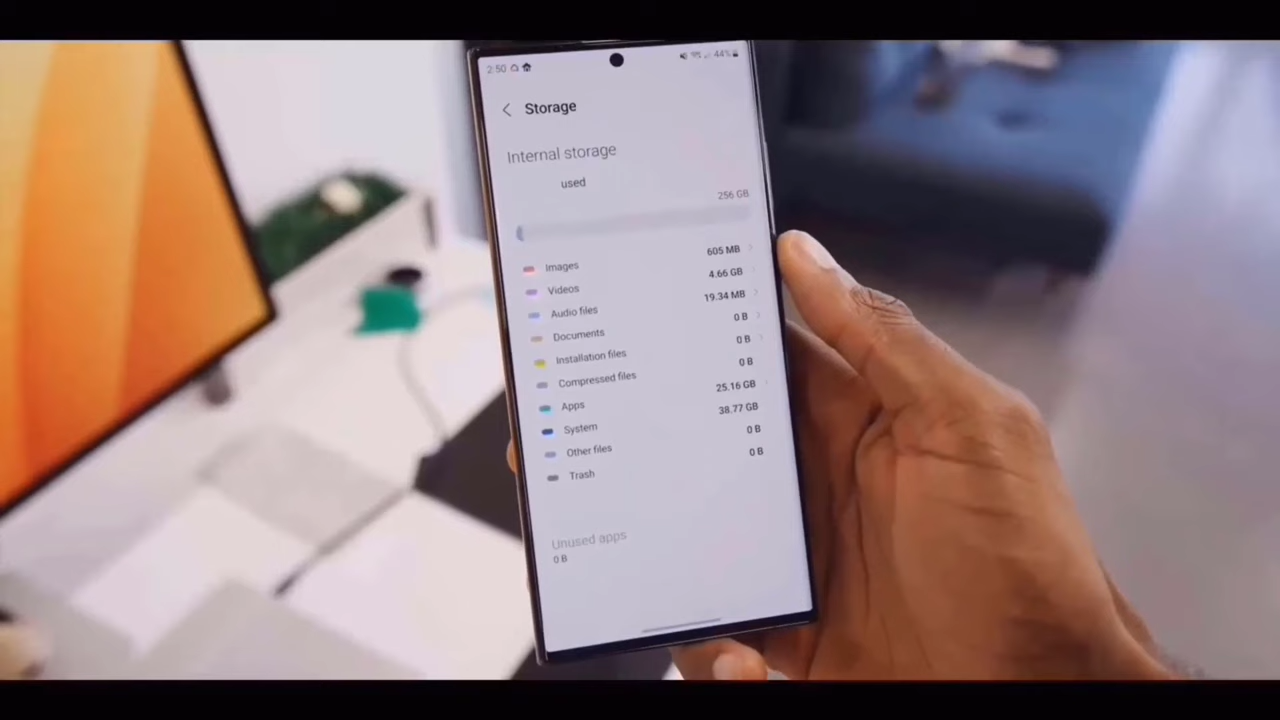 2:50 44%
Storage
Internal storage
used
256 GB
Images 605 MB
Videos 4.66 GB
Audio files 19.34 MB
Documents 0 B
Installation files 0 B
Compressed files 0 B
Apps 25.16 GB
System 38.77 GB
Other files 0 B
Trash 0 B
Unused apps
0 B